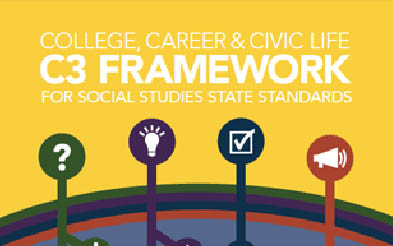 COLLEGE, CAREER & CIVIC LIFE
C3 FRAMEWORK
FOR SOCIAL STUDIES STATE STANDARDS
?